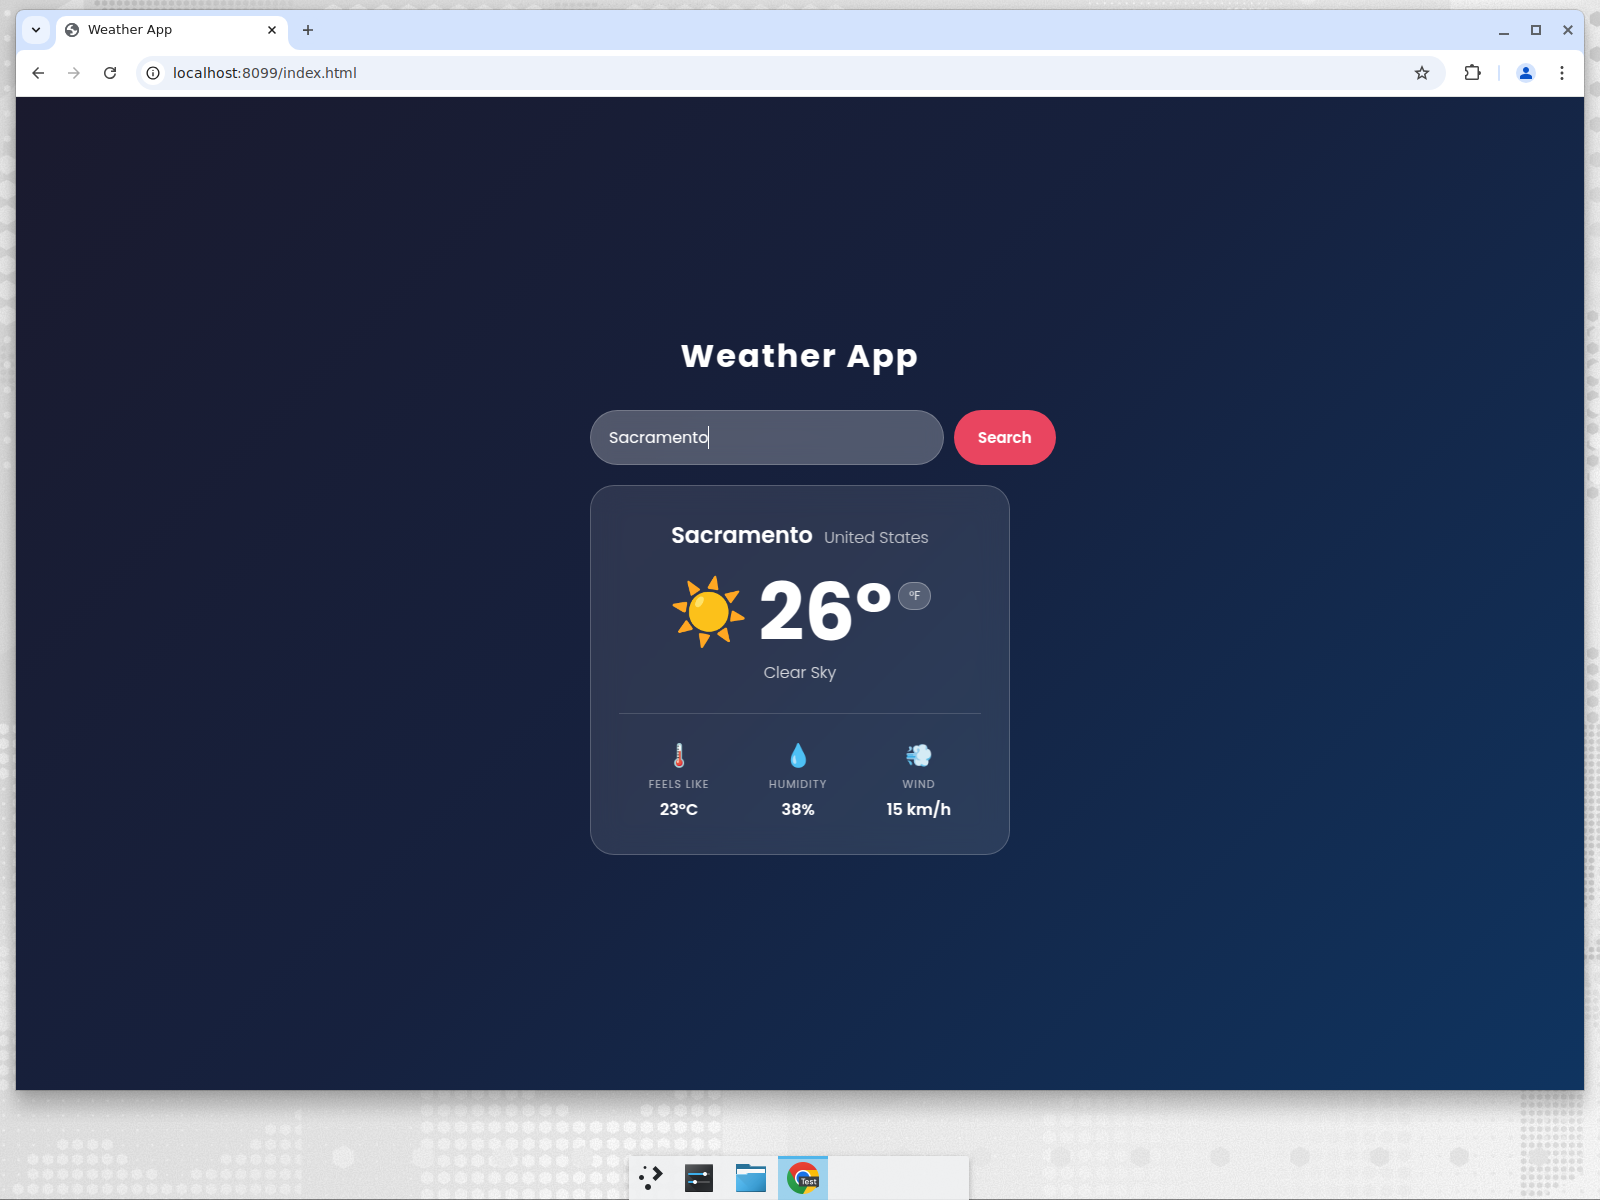 Weather App
localhost:8099/index.html
Weather App
Sacramento
Search
Sacramento United States
26°
°F
Clear Sky
FEELS LIKE HUMIDITY WIND
23°C 38% 15 km/h
Test